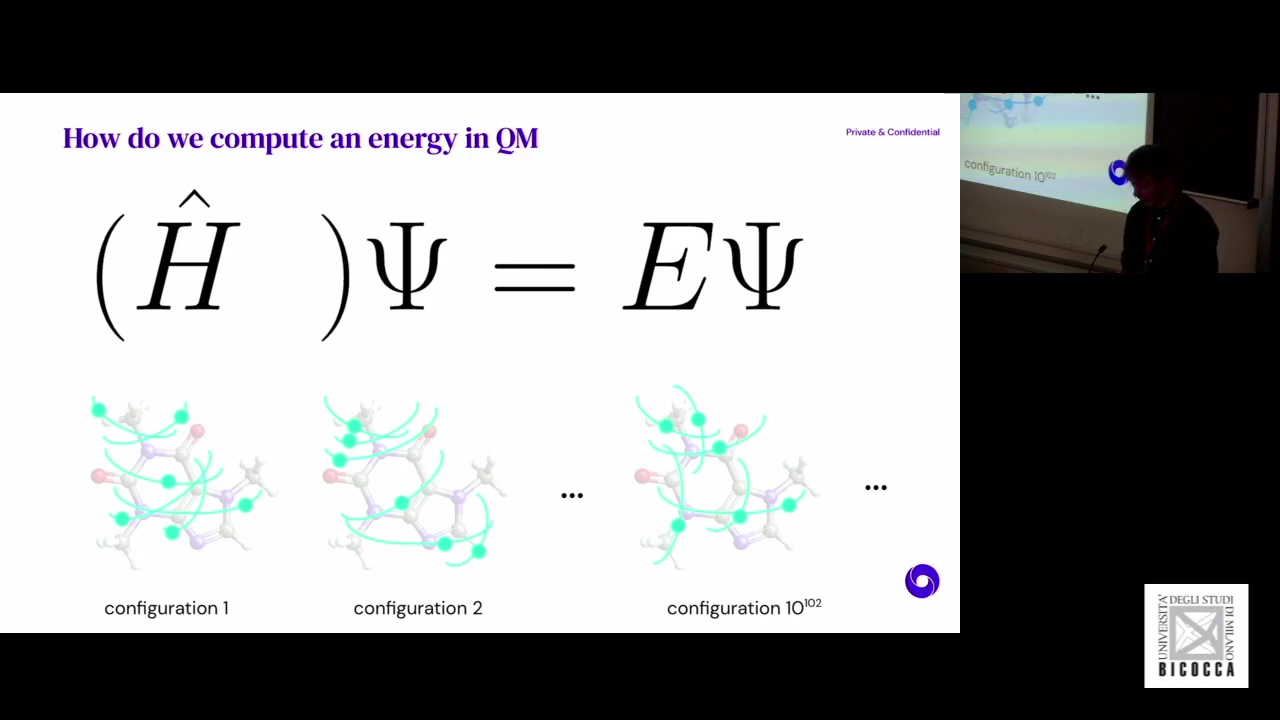 How do we compute an energy in QM
Private & Confidential
(Ĥ )Ψ = EΨ
... ...
configuration 1 configuration 2 configuration 10¹⁰²
...
configuration 10¹⁰²
UNIVERSITA' DEGLI STUDI DI MILANO
BICOCCA